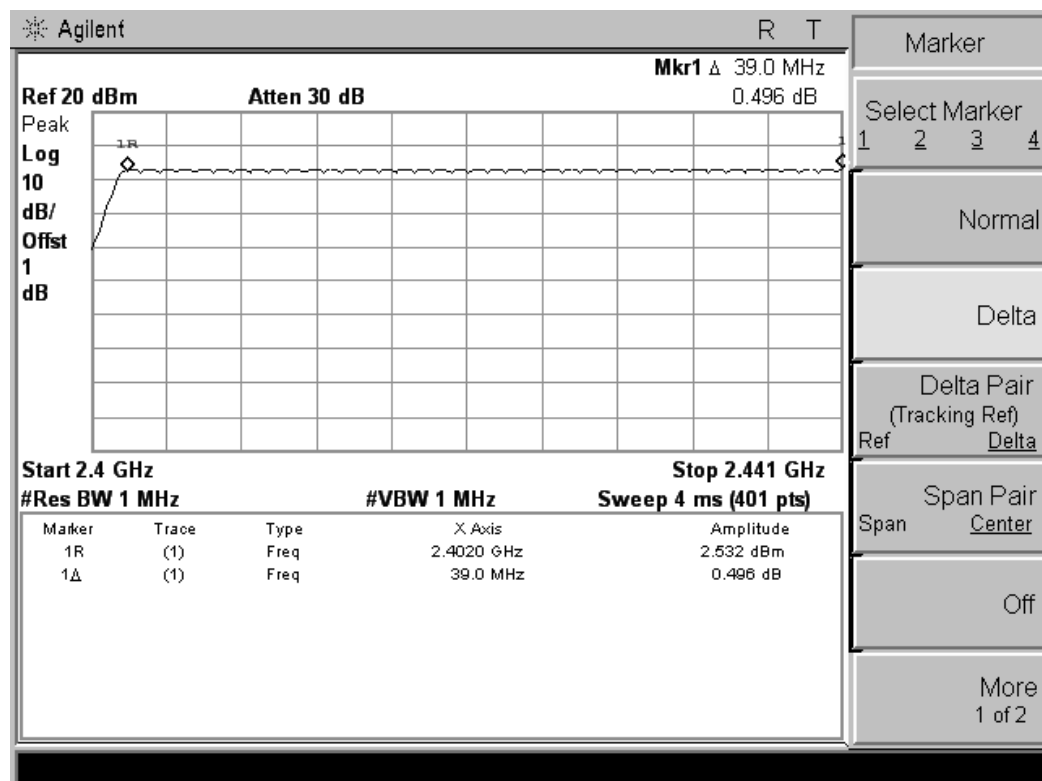 Agilent R T
Mkr1 Δ 39.0 MHz
Ref 20 dBm Atten 30 dB 0.496 dB
Peak
Log
10
dB/
Offst
1
dB
1R
1
Start 2.4 GHz Stop 2.441 GHz
#Res BW 1 MHz #VBW 1 MHz Sweep 4 ms (401 pts)
Marker Trace Type X Axis Amplitude
1R (1) Freq 2.4020 GHz 2.532 dBm
1Δ (1) Freq 39.0 MHz 0.496 dB
Marker
Select Marker
1 2 3 4
Normal
Delta
Delta Pair
(Tracking Ref)
Ref Delta
Span Pair
Span Center
Off
More
1 of 2